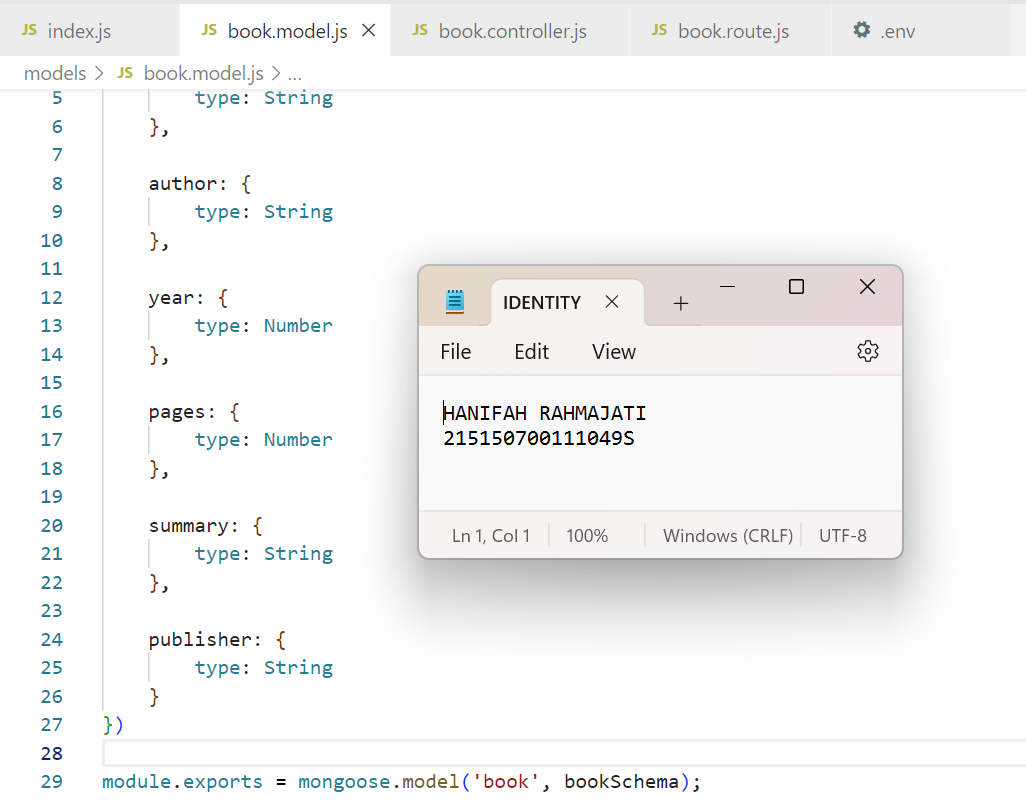 JS index.js JS book.model.js JS book.controller.js JS book.route.js .env
models > JS book.model.js > ...
5 type: String
6 },
7
8 author: {
9 type: String
10 },
11
12 year: {
13 type: Number
14 },
15
16 pages: {
17 type: Number
18 },
19
20 summary: {
21 type: String
22 },
23
24 publisher: {
25 type: String
26 }
27 })
28
29 module.exports = mongoose.model('book', bookSchema);
IDENTITY
File Edit View
HANIFAH RAHMAJATI
215150700111049S
Ln 1, Col 1 100% Windows (CRLF) UTF-8